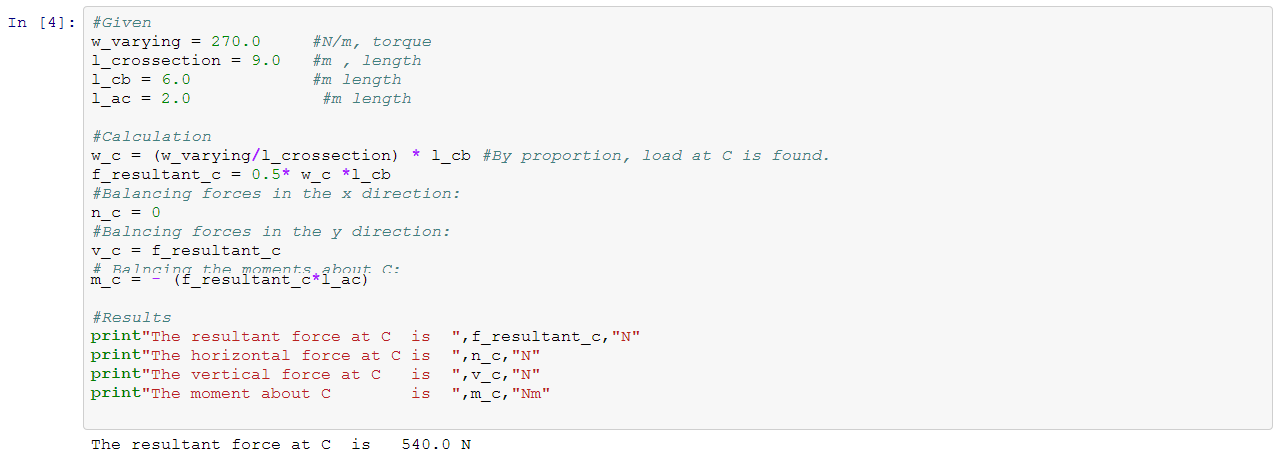 In [4]: #Given
w_varying = 270.0 #N/m, torque
l_crossection = 9.0 #m , length
l_cb = 6.0 #m length
l_ac = 2.0 #m length
#Calculation
w_c = (w_varying/l_crossection) * l_cb #By proportion, load at C is found.
f_resultant_c = 0.5* w_c *l_cb
#Balancing forces in the x direction:
n_c = 0
#Balncing forces in the y direction:
v_c = f_resultant_c
# Balncing the moments about C:
m_c = - (f_resultant_c*l_ac)
#Results
print"The resultant force at C is ",f_resultant_c,"N"
print"The horizontal force at C is ",n_c,"N"
print"The vertical force at C is ",v_c,"N"
print"The moment about C is ",m_c,"Nm"
The resultant force at C is 540.0 N